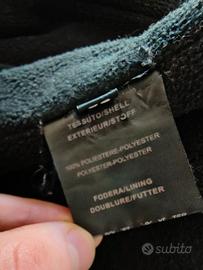 TESSUTO/SHELL
EXTERIEUR/STOFF
100% POLIESTERE-POLYESTER
POLYESTER-POLYESTER
FODERA/LINING
DOUBLURE/FUTTER
subito